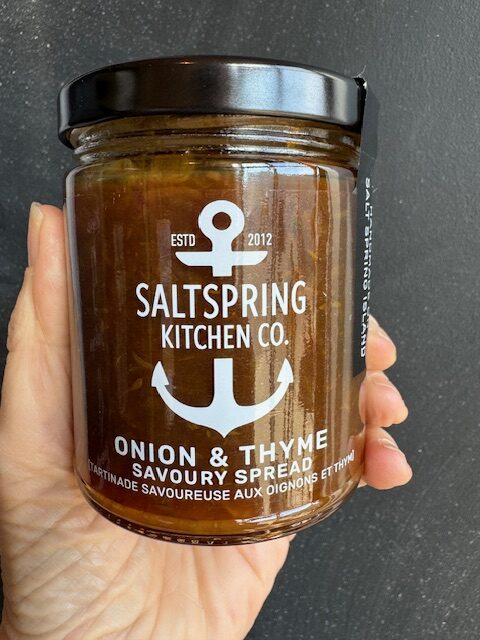 ESTD 2012
SALTSPRING
KITCHEN CO.
ONION & THYME
SAVOURY SPREAD
(TARTINADE SAVOUREUSE AUX OIGNONS ET THYM)
SALT SPRING ISLAND